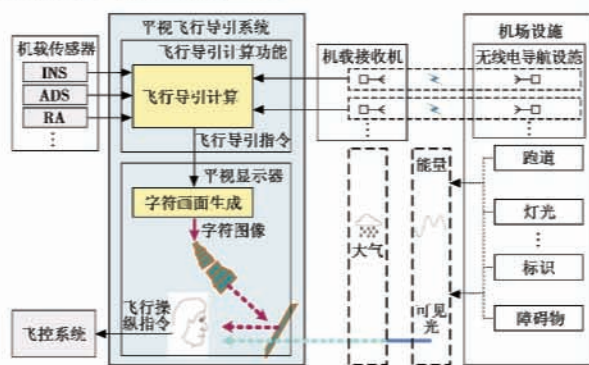 平视飞行导引系统
机场设施
机载传感器
飞行导引计算功能
机载接收机
无线电导航设施
INS
ADS
RA
飞行导引计算
飞行导引指令
平视显示器
字符画面生成
字符图像
飞行操
纵指令
飞控系统
大气
能量
可见
光
跑道
灯光
标识
障碍物